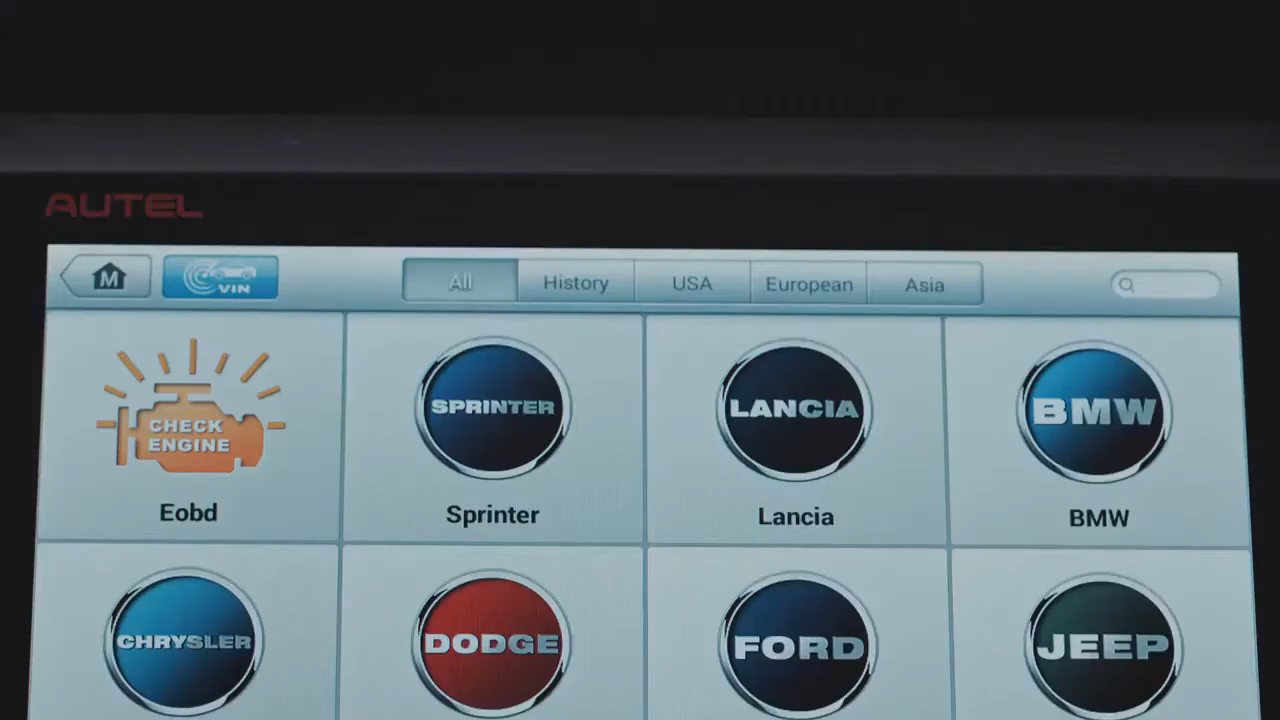 AUTEL
M
VIN
All
History
USA
European
Asia
CHECK
ENGINE
SPRINTER
LANCIA
BMW
Eobd
Sprinter
Lancia
BMW
CHRYSLER
DODGE
FORD
JEEP